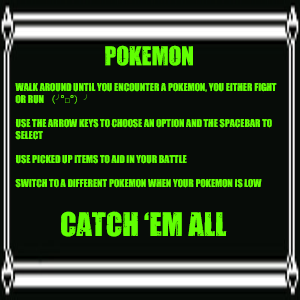 POKEMON
WALK AROUND UNTIL YOU ENCOUNTER A POKEMON, YOU EITHER FIGHT
OR RUN (╯°□°）╯
USE THE ARROW KEYS TO CHOOSE AN OPTION AND THE SPACEBAR TO
SELECT
USE PICKED UP ITEMS TO AID IN YOUR BATTLE
SWITCH TO A DIFFERENT POKEMON WHEN YOUR POKEMON IS LOW
CATCH ‘EM ALL